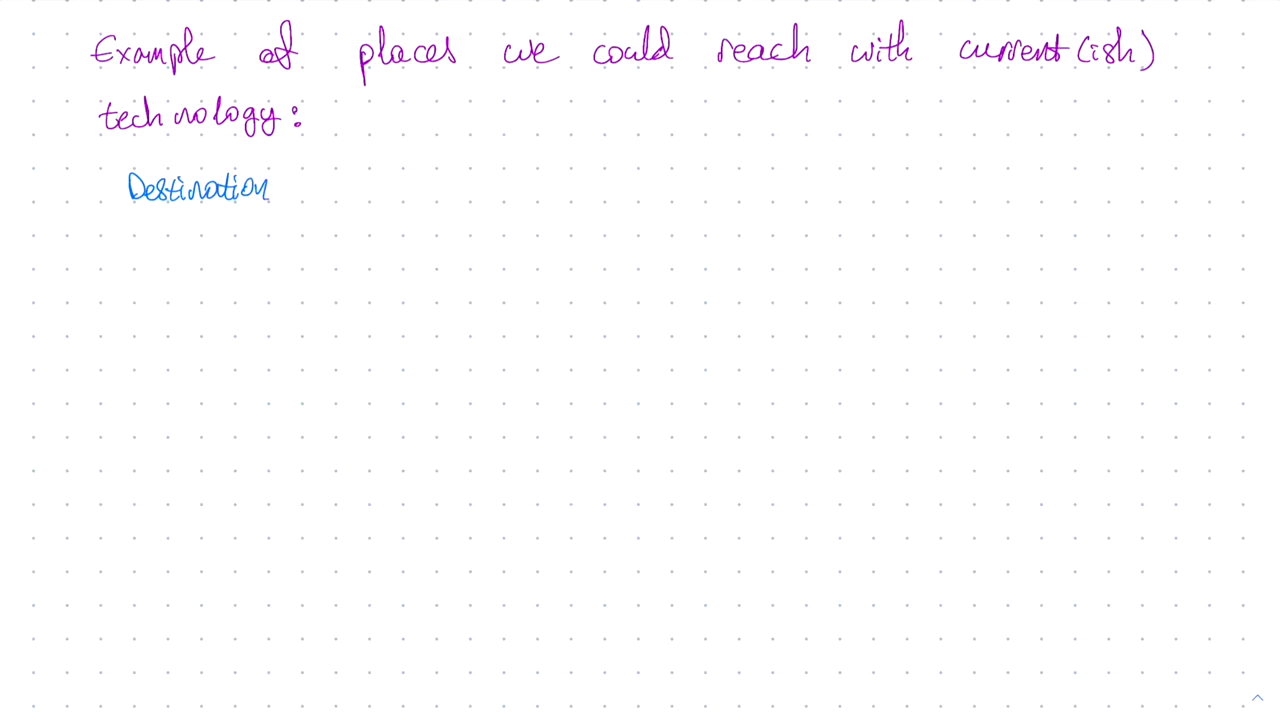 Example of places we could reach with current(ish)
technology:
Destination